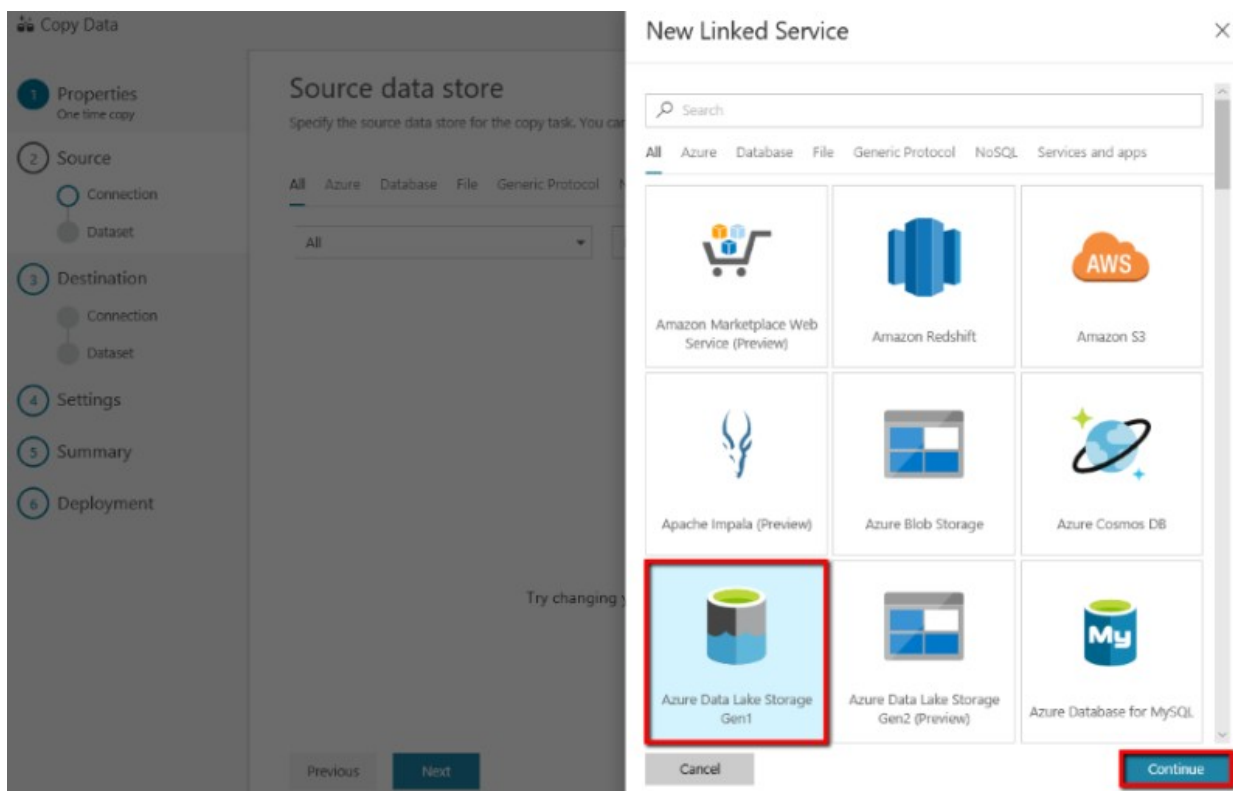 Copy Data
1
Properties
One time copy
2
Source
Connection
Dataset
3
Destination
Connection
Dataset
4
Settings
5
Summary
6
Deployment
Source data store
Specify the source data store for the copy task. You can
All Azure Database File Generic Protocol
All
Try changing
Previous
Next
New Linked Service
Search
All Azure Database File Generic Protocol NoSQL Services and apps
Amazon Marketplace Web
Service (Preview)
Amazon Redshift
AWS
Amazon S3
Apache Impala (Preview)
Azure Blob Storage
Azure Cosmos DB
Azure Data Lake Storage
Gen1
Azure Data Lake Storage
Gen2 (Preview)
My
Azure Database for MySQL
Cancel
Continue